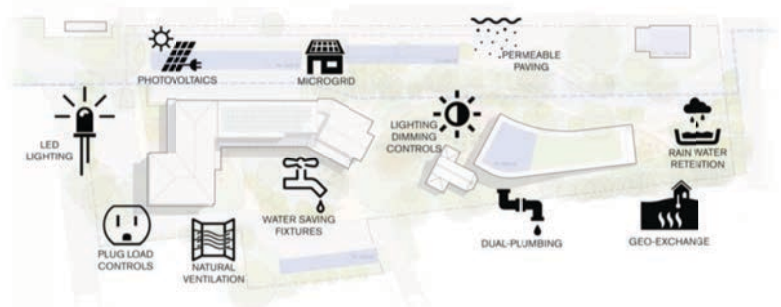 PHOTOVOLTAICS
MICROGRID
PERMEABLE
PAVING
LED
LIGHTING
LIGHTING
DIMMING
CONTROLS
RAIN WATER
RETENTION
WATER SAVING
FIXTURES
PLUG LOAD
CONTROLS
NATURAL
VENTILATION
DUAL-PLUMBING
GEO-EXCHANGE